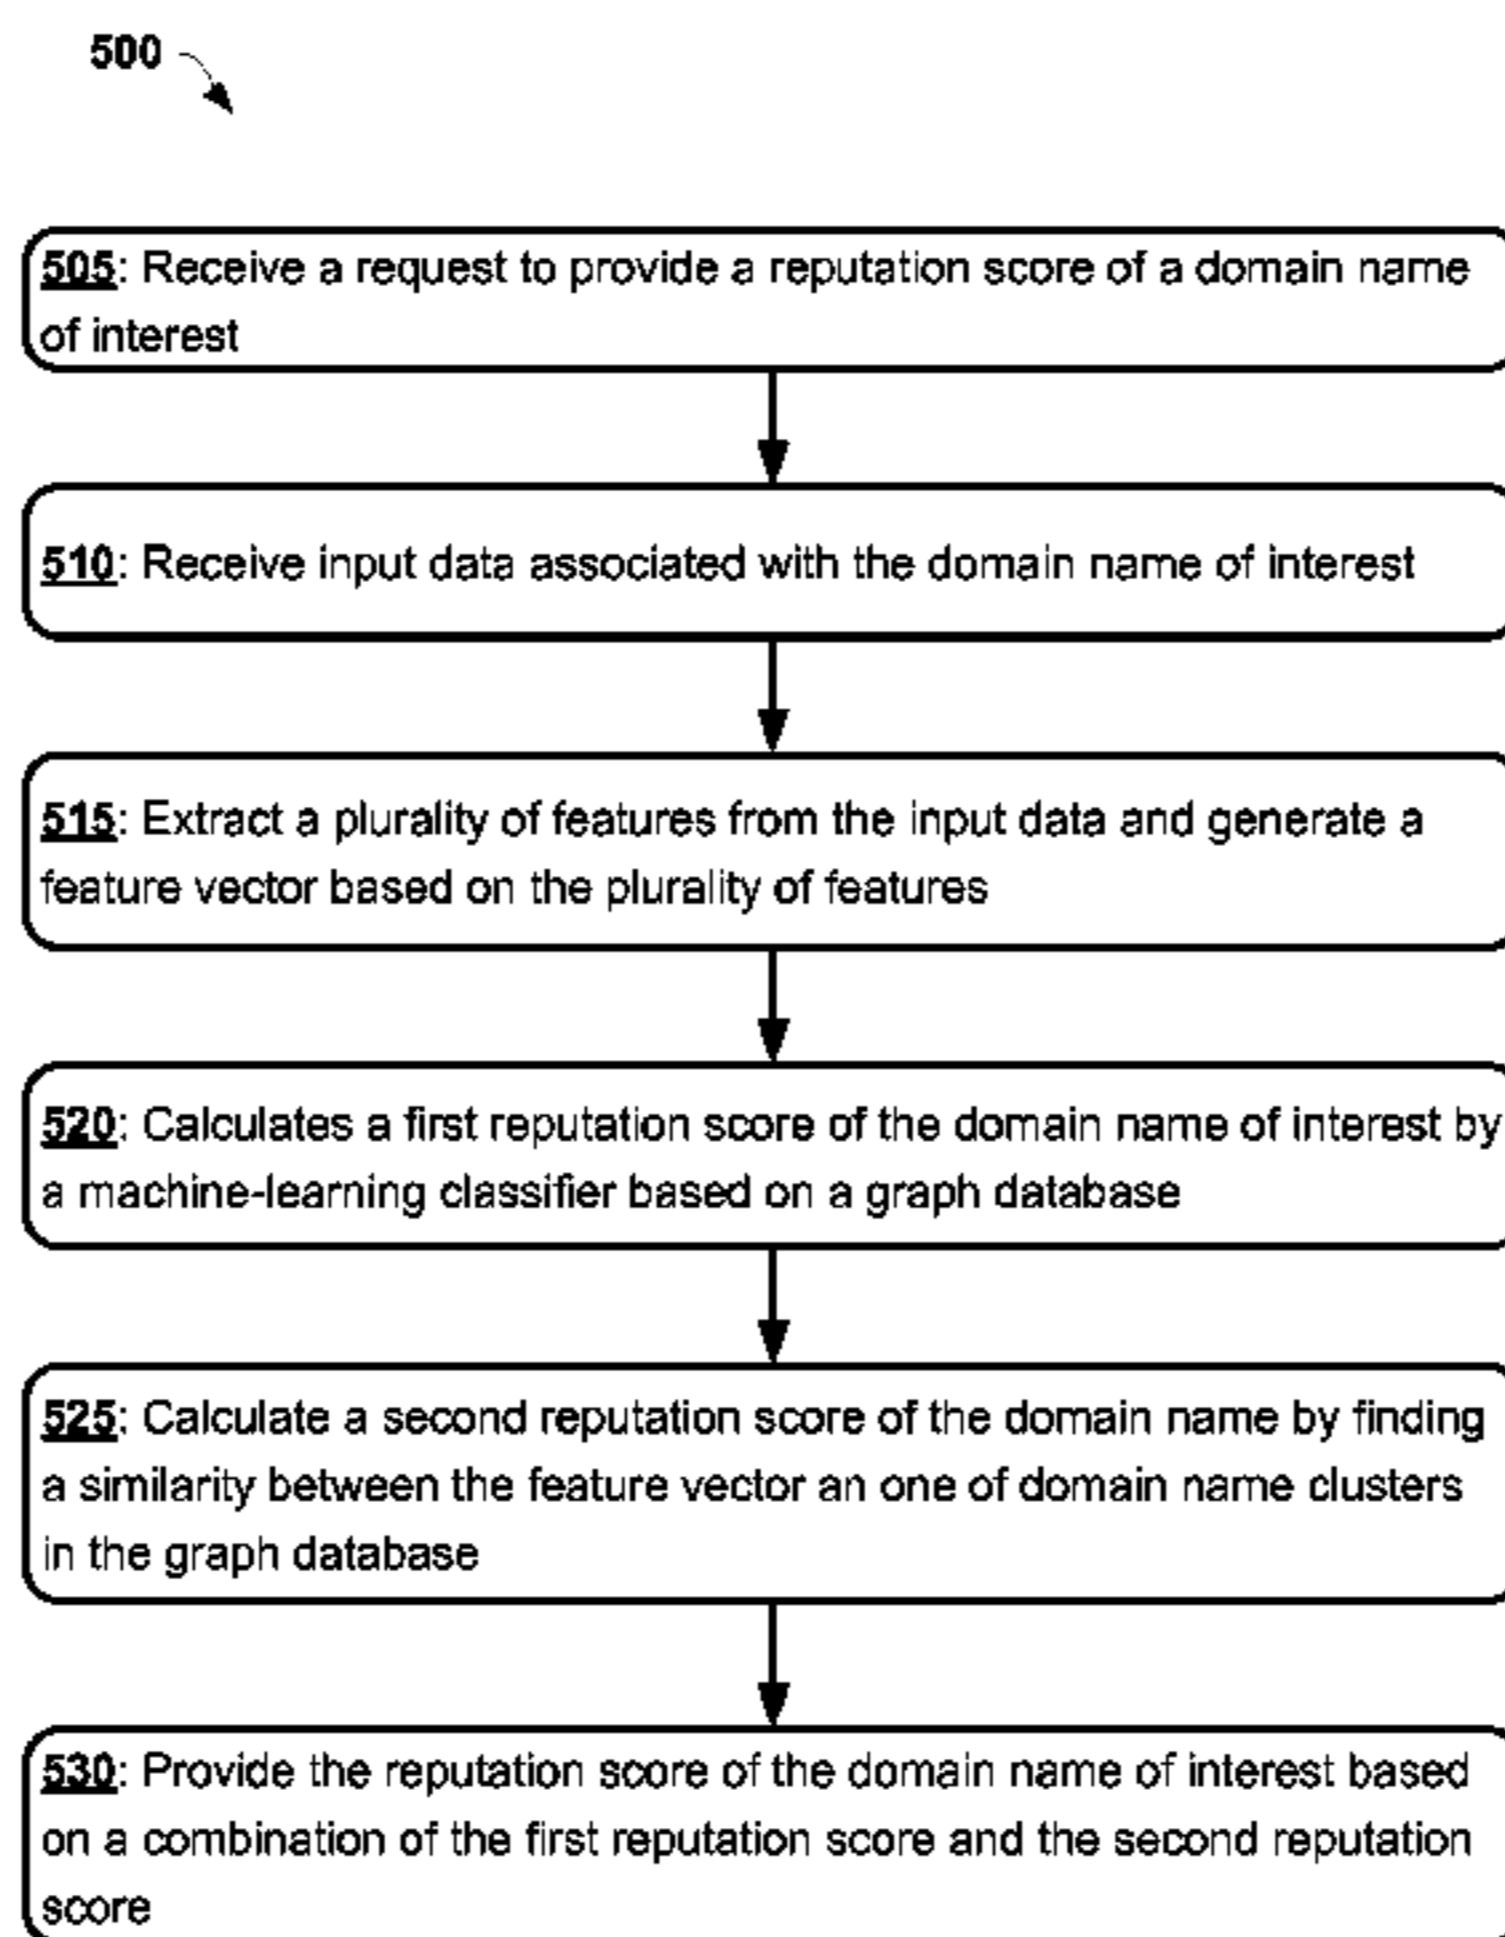 500
505: Receive a request to provide a reputation score of a domain name
of interest
510: Receive input data associated with the domain name of interest
515: Extract a plurality of features from the input data and generate a
feature vector based on the plurality of features
520: Calculates a first reputation score of the domain name of interest by
a machine-learning classifier based on a graph database
525: Calculate a second reputation score of the domain name by finding
a similarity between the feature vector an one of domain name clusters
in the graph database
530: Provide the reputation score of the domain name of interest based
on a combination of the first reputation score and the second reputation
score